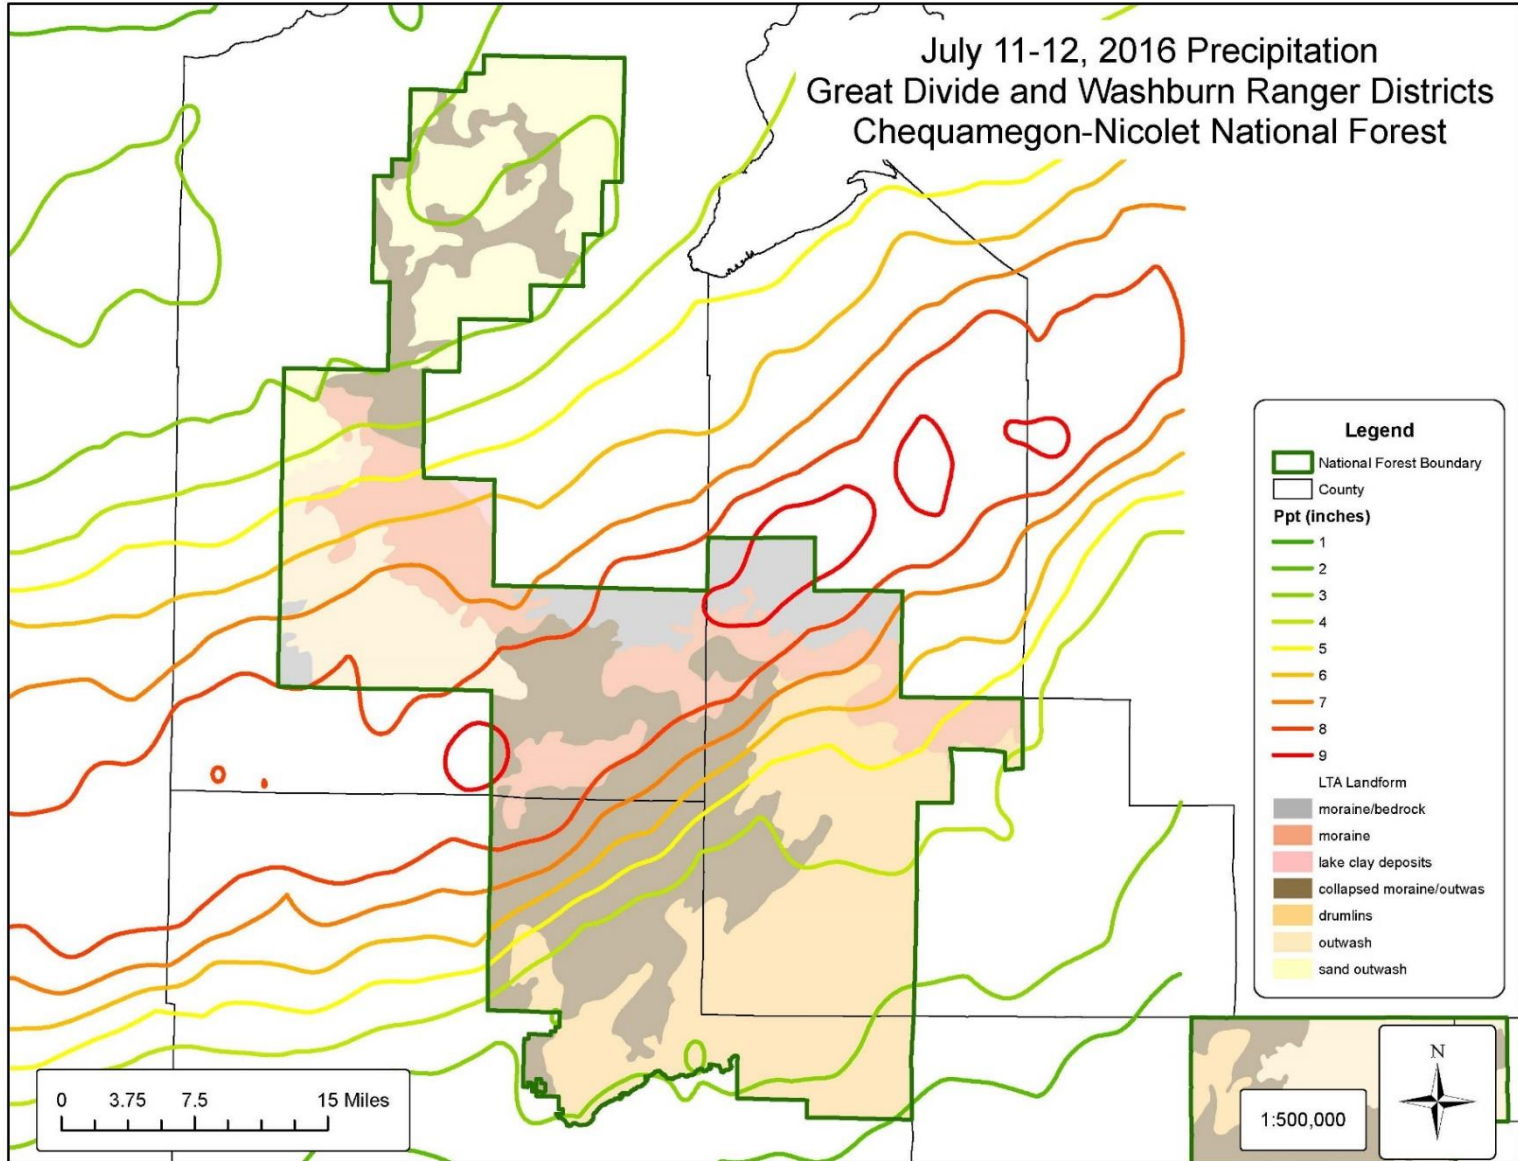 July 11-12, 2016 Precipitation
Great Divide and Washburn Ranger Districts
Chequamegon-Nicolet National Forest
Legend
National Forest Boundary
County
Ppt (inches)
1
2
3
4
5
6
7
8
9
LTA Landform
moraine/bedrock
moraine
lake clay deposits
collapsed moraine/outwas
drumlins
outwash
sand outwash
0 3.75 7.5 15 Miles
1:500,000
N